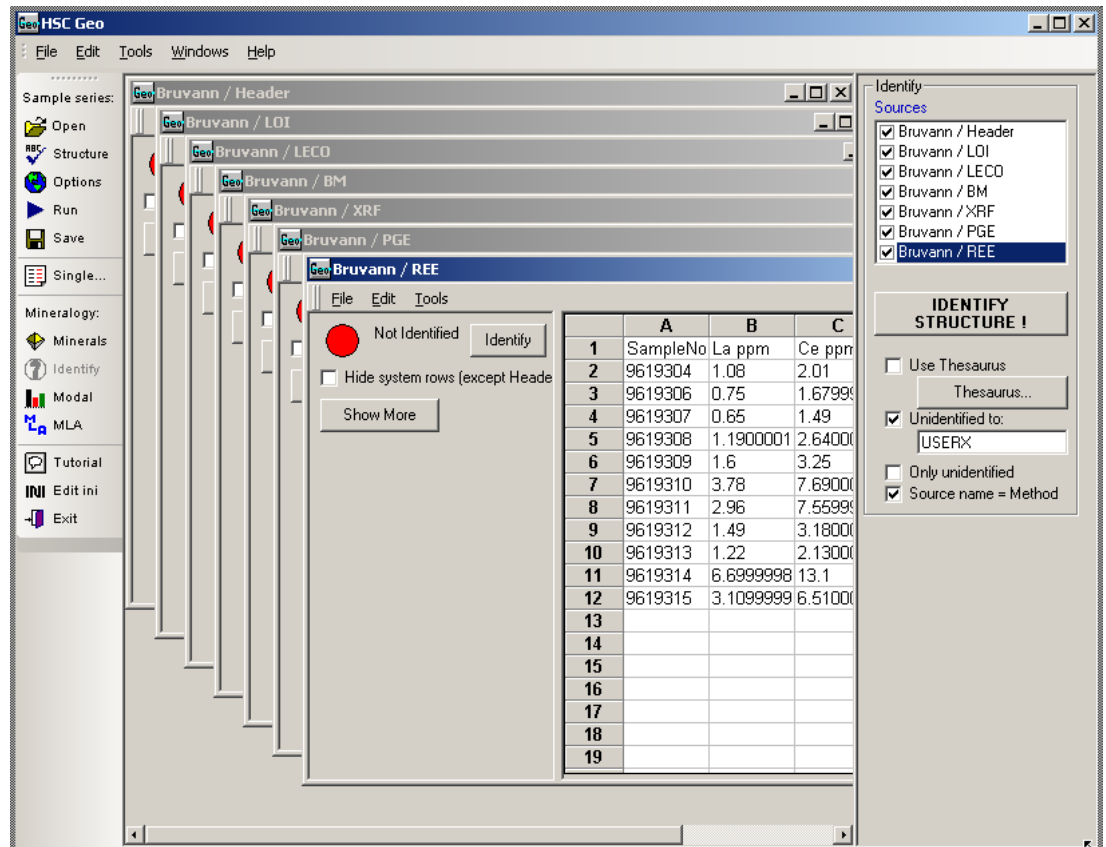 HSC Geo
File Edit Tools Windows Help
Sample series:
Open
Structure
Options
Run
Save
Single...
Mineralogy:
Minerals
Identify
Modal
MLA
Tutorial
INI Edit ini
Exit
Geo Bruvann / Header
Geo Bruvann / LOI
Geo Bruvann / LECO
Geo Bruvann / BM
Geo Bruvann / XRF
Geo Bruvann / PGE
Geo Bruvann / REE
File Edit Tools
Not Identified Identify
Hide system rows (except Heade
Show More
A B C
1 SampleNo La ppm Ce ppm
2 9619304 1.08 2.01
3 9619306 0.75 1.67999
4 9619307 0.65 1.49
5 9619308 1.1900001 2.64000
6 9619309 1.6 3.25
7 9619310 3.78 7.69000
8 9619311 2.96 7.55999
9 9619312 1.49 3.18000
10 9619313 1.22 2.13000
11 9619314 6.6999998 13.1
12 9619315 3.1099999 6.51000
13
14
15
16
17
18
19
Identify
Sources
Bruvann / Header
Bruvann / LOI
Bruvann / LECO
Bruvann / BM
Bruvann / XRF
Bruvann / PGE
Bruvann / REE
IDENTIFY
STRUCTURE !
Use Thesaurus
Thesaurus...
Unidentified to:
USERX
Only unidentified
Source name = Method